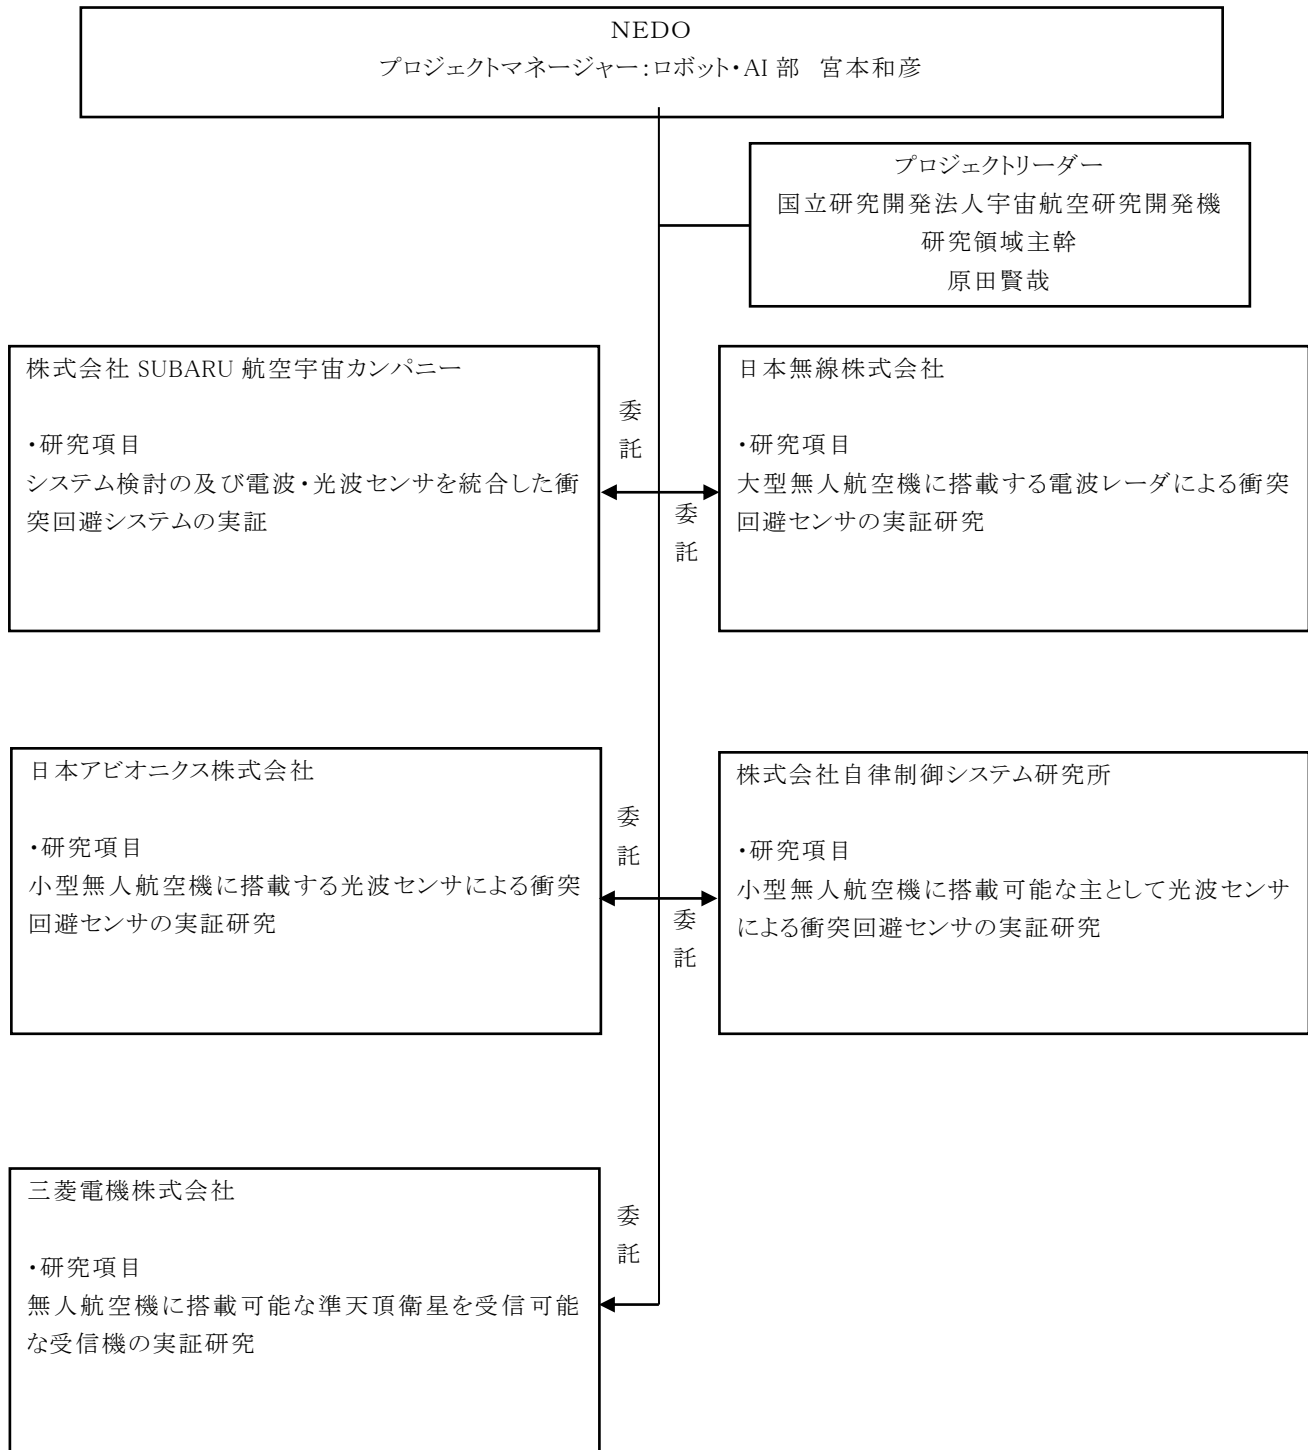 NEDO
プロジェクトマネージャー：ロボット・AI 部　宮本和彦
プロジェクトリーダー
国立研究開発法人宇宙航空研究開発機
研究領域主幹
原田賢哉
株式会社 SUBARU 航空宇宙カンパニー
・研究項目
システム検討の及び電波・光波センサを統合した衝
突回避システムの実証
委
託
委
託
日本無線株式会社
・研究項目
大型無人航空機に搭載する電波レーダによる衝突
回避センサの実証研究
日本アビオニクス株式会社
・研究項目
小型無人航空機に搭載する光波センサによる衝突
回避センサの実証研究
委
託
委
託
株式会社自律制御システム研究所
・研究項目
小型無人航空機に搭載可能な主として光波センサ
による衝突回避センサの実証研究
三菱電機株式会社
・研究項目
無人航空機に搭載可能な準天頂衛星を受信可能
な受信機の実証研究
委
託